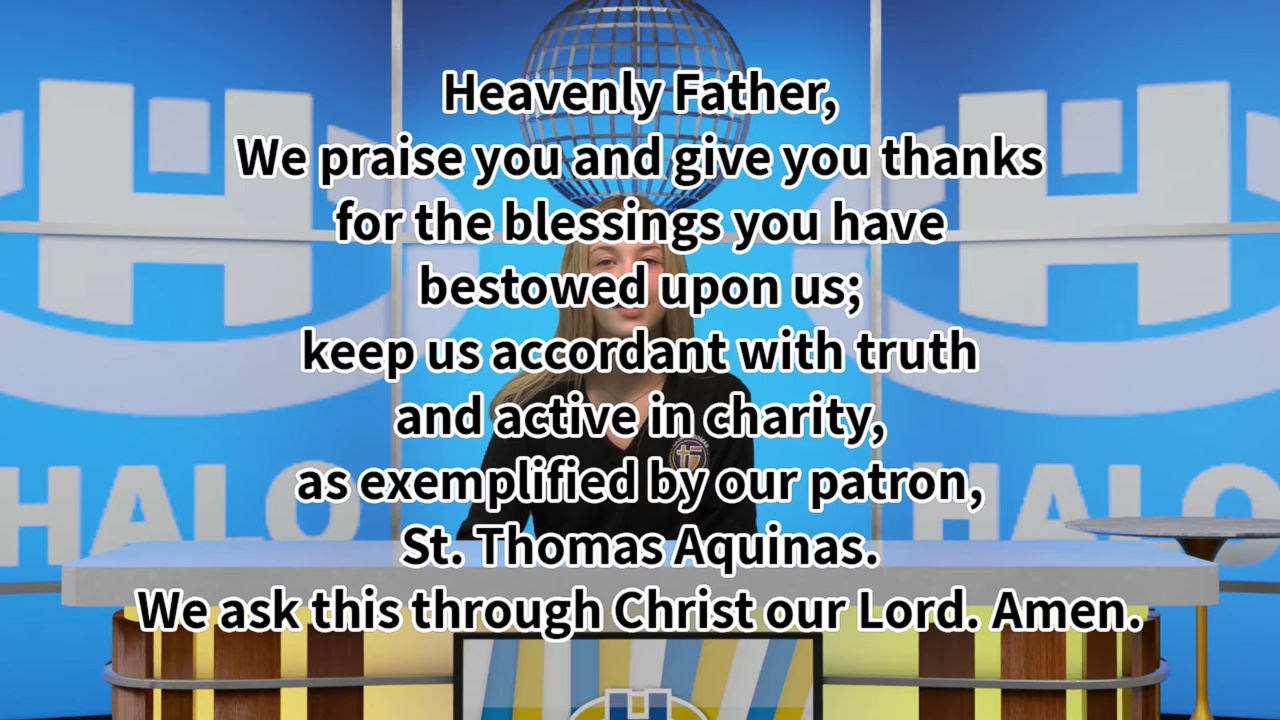 Heavenly Father,
We praise you and give you thanks
for the blessings you have
bestowed upon us;
keep us accordant with truth
and active in charity,
as exemplified by our patron,
St. Thomas Aquinas.
We ask this through Christ our Lord. Amen.
H
H
HALO
HALO